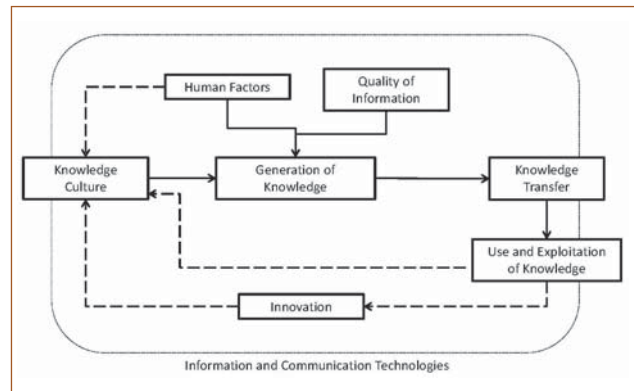 Human Factors
Quality of
Information
Knowledge
Culture
Generation of
Knowledge
Knowledge
Transfer
Use and Exploitation
of Knowledge
Innovation
Information and Communication Technologies